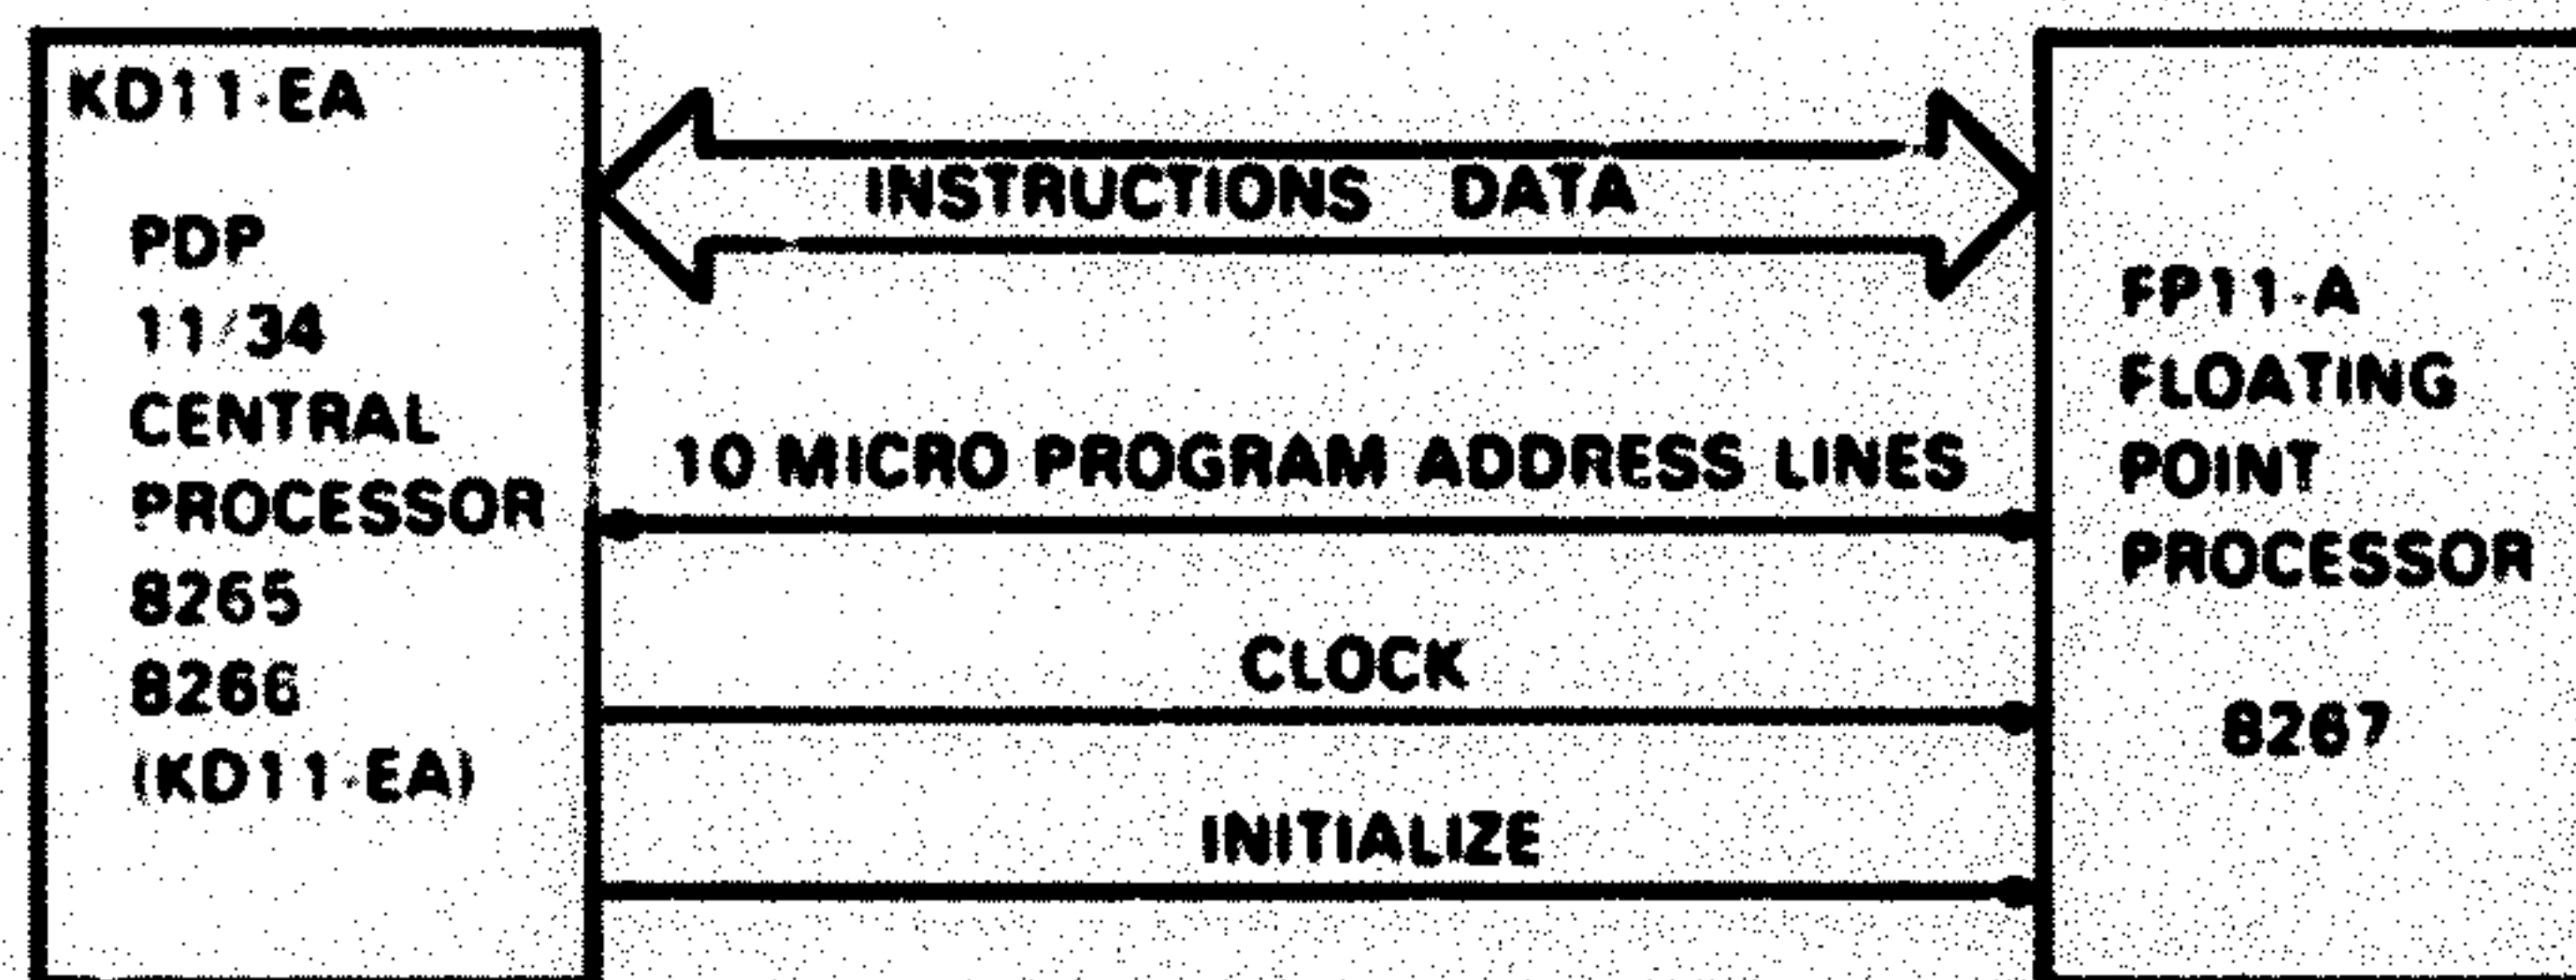 KD11-EA
PDP
11/34
CENTRAL
PROCESSOR
8265
8266
(KD11-EA)
INSTRUCTIONS DATA
10 MICRO PROGRAM ADDRESS LINES
CLOCK
INITIALIZE
FP11-A
FLOATING
POINT
PROCESSOR
8267